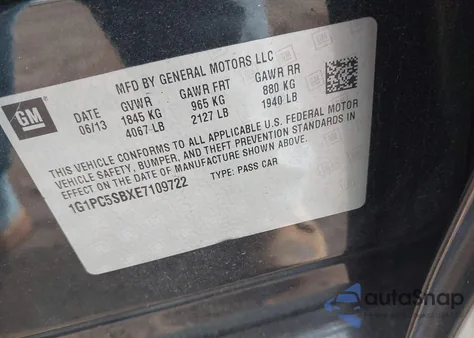 MFD BY GENERAL MOTORS LLC
GM
DATE GVWR GAWR FRT GAWR RR
06/13 1845 KG 965 KG 880 KG
4067 LB 2127 LB 1940 LB
THIS VEHICLE CONFORMS TO ALL APPLICABLE U.S. FEDERAL MOTOR
VEHICLE SAFETY, BUMPER, AND THEFT PREVENTION STANDARDS IN
EFFECT ON THE DATE OF MANUFACTURE SHOWN ABOVE.
1G1PC5SBXE7109722 TYPE: PASS CAR
autaSnap